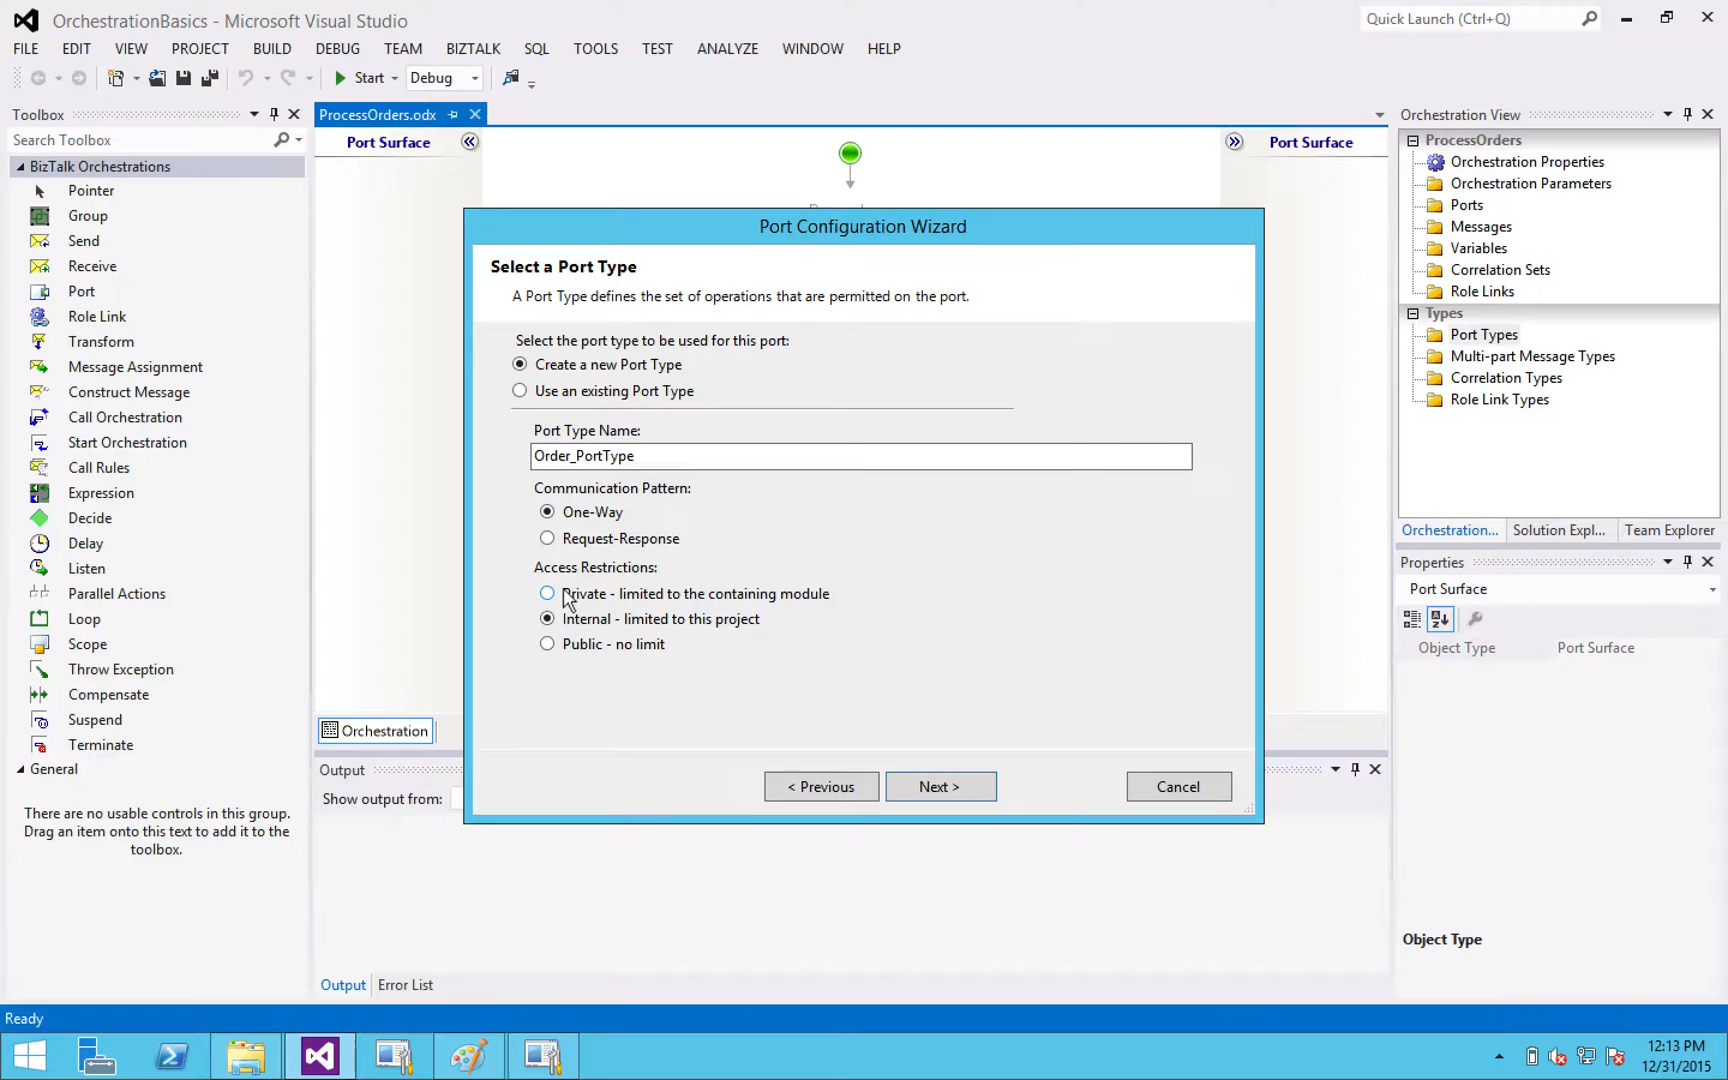 OrchestrationBasics - Microsoft Visual Studio
Quick Launch (Ctrl+Q)
FILE EDIT VIEW PROJECT BUILD DEBUG TEAM BIZTALK SQL TOOLS TEST ANALYZE WINDOW HELP
Start Debug
Toolbox
Search Toolbox
BizTalk Orchestrations
Pointer
Group
Send
Receive
Port
Role Link
Transform
Message Assignment
Construct Message
Call Orchestration
Start Orchestration
Call Rules
Expression
Decide
Delay
Listen
Parallel Actions
Loop
Scope
Throw Exception
Compensate
Suspend
Terminate
General
There are no usable controls in this group.
Drag an item onto this text to add it to the
toolbox.
ProcessOrders.odx
Port Surface
Port Surface
Port Configuration Wizard
Select a Port Type
A Port Type defines the set of operations that are permitted on the port.
Select the port type to be used for this port:
Create a new Port Type
Use an existing Port Type
Port Type Name:
Order_PortType
Communication Pattern:
One-Way
Request-Response
Access Restrictions:
Private - limited to the containing module
Internal - limited to this project
Public - no limit
< Previous Next > Cancel
Orchestration
Output
Show output from:
Output Error List
Orchestration View
ProcessOrders
Orchestration Properties
Orchestration Parameters
Ports
Messages
Variables
Correlation Sets
Role Links
Types
Port Types
Multi-part Message Types
Correlation Types
Role Link Types
Orchestration... Solution Expl... Team Explorer
Properties
Port Surface
Object Type Port Surface
Object Type
Ready
12:13 PM
12/31/2015